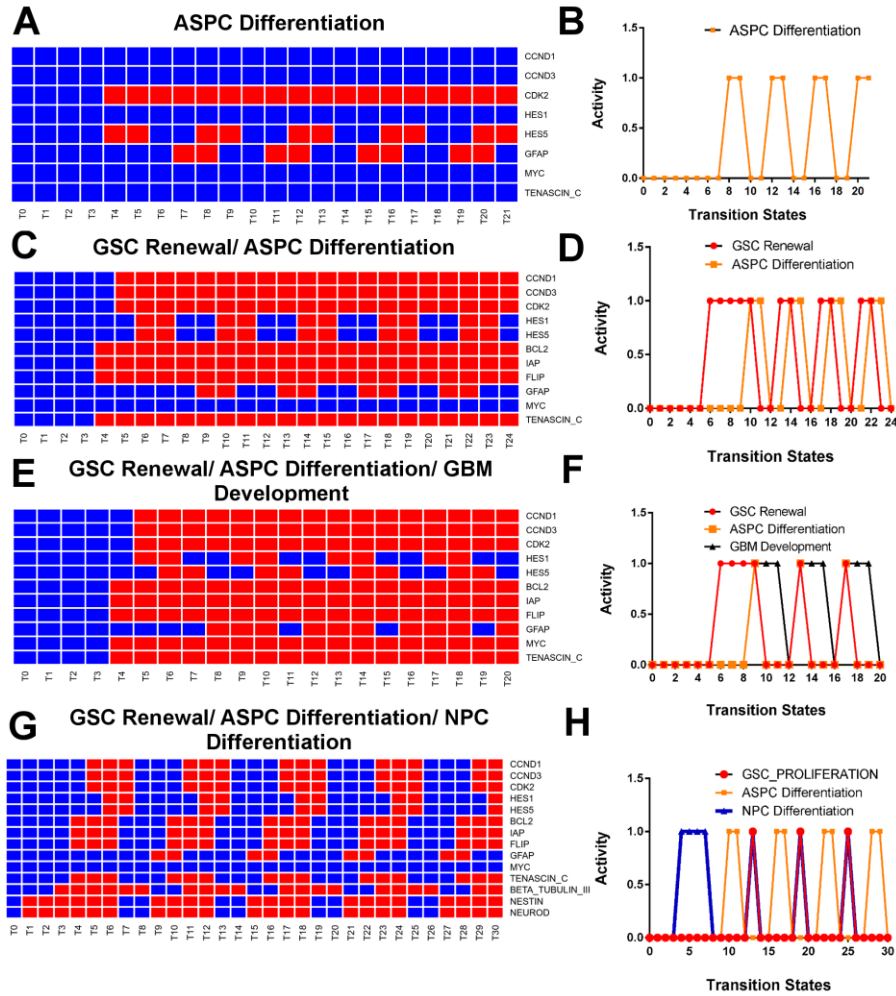 A
ASPC Differentiation
CCND1
CCND3
CDK2
HES1
HES5
GFAP
MYC
TENASCIN_C
T0 T1 T2 T3 T4 T5 T6 T7 T8 T9 T10 T11 T12 T13 T14 T15 T16 T17 T18 T19 T20 T21
B
ASPC Differentiation
Activity
1.5
1.0
0.5
0.0
0 2 4 6 8 10 12 14 16 18 20
Transition States
C
GSC Renewal/ ASPC Differentiation
CCND1
CCND3
CDK2
HES1
HES5
BCL2
IAP
FLIP
GFAP
MYC
TENASCIN_C
T0 T1 T2 T3 T4 T5 T6 T7 T8 T9 T10 T11 T12 T13 T14 T15 T16 T17 T18 T19 T20 T21 T22 T23 T24
D
GSC Renewal
ASPC Differentiation
Activity
1.5
1.0
0.5
0.0
0 2 4 6 8 10 12 14 16 18 20 22 24
Transition States
E
GSC Renewal/ ASPC Differentiation/ GBM
Development
CCND1
CCND3
CDK2
HES1
HES5
BCL2
IAP
FLIP
GFAP
MYC
TENASCIN_C
T0 T1 T2 T3 T4 T5 T6 T7 T8 T9 T10 T11 T12 T13 T14 T15 T16 T17 T18 T19 T20
F
GSC Renewal
ASPC Differentiation
GBM Development
Activity
1.5
1.0
0.5
0.0
0 2 4 6 8 10 12 14 16 18 20
Transition States
G
GSC Renewal/ ASPC Differentiation/ NPC
Differentiation
CCND1
CCND3
CDK2
HES1
HES5
BCL2
IAP
FLIP
GFAP
MYC
TENASCIN_C
BETA_TUBULIN_III
NESTIN
NEUROD
T0 T1 T2 T3 T4 T5 T6 T7 T8 T9 T10 T11 T12 T13 T14 T15 T16 T17 T18 T19 T20 T21 T22 T23 T24 T25 T26 T27 T28 T29 T30
H
GSC_PROLIFERATION
ASPC Differentiation
NPC Differentiation
Activity
1.5
1.0
0.5
0.0
0 5 10 15 20 25 30
Transition States